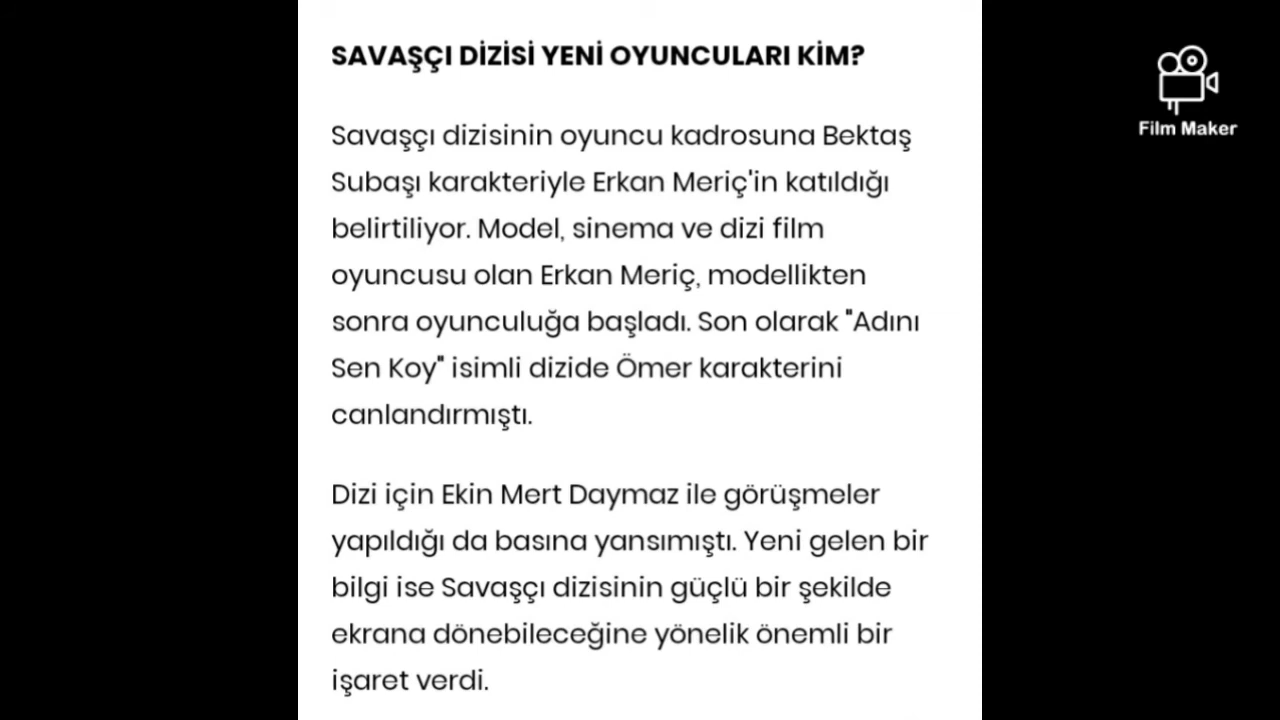 SAVAŞÇI DİZİSİ YENİ OYUNCULARI KİM?
Savaşçı dizisinin oyuncu kadrosuna Bektaş
Subaşı karakteriyle Erkan Meriç'in katıldığı
belirtiliyor. Model, sinema ve dizi film
oyuncusu olan Erkan Meriç, modellikten
sonra oyunculuğa başladı. Son olarak "Adını
Sen Koy" isimli dizide Ömer karakterini
canlandırmıştı.
Dizi için Ekin Mert Daymaz ile görüşmeler
yapıldığı da basına yansımıştı. Yeni gelen bir
bilgi ise Savaşçı dizisinin güçlü bir şekilde
ekrana dönebileceğine yönelik önemli bir
işaret verdi.
Film Maker